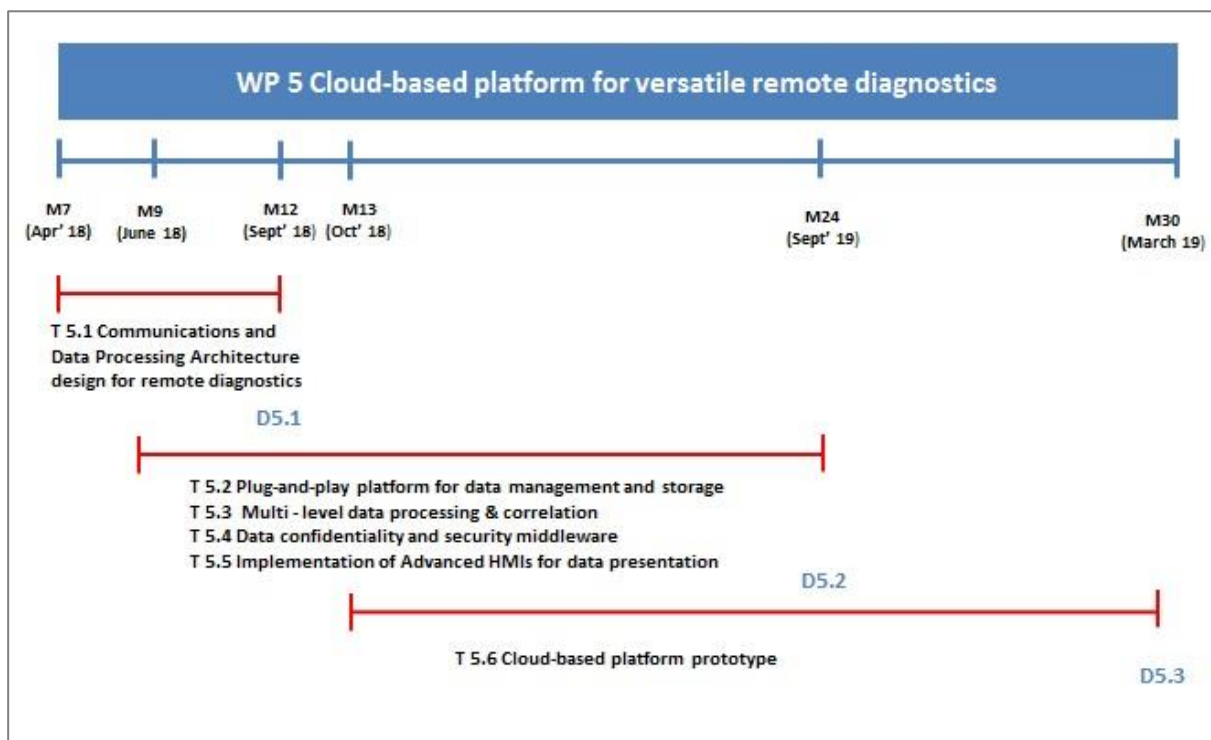 WP 5 Cloud-based platform for versatile remote diagnostics
M7
(Apr' 18)
M9
(June 18)
M12
(Sept' 18)
M13
(Oct' 18)
M24
(Sept' 19)
M30
(March 19)
T 5.1 Communications and
Data Processing Architecture
design for remote diagnostics
D5.1
T 5.2 Plug-and-play platform for data management and storage
T 5.3 Multi - level data processing & correlation
T 5.4 Data confidentiality and security middleware
T 5.5 Implementation of Advanced HMIs for data presentation
D5.2
T 5.6 Cloud-based platform prototype
D5.3